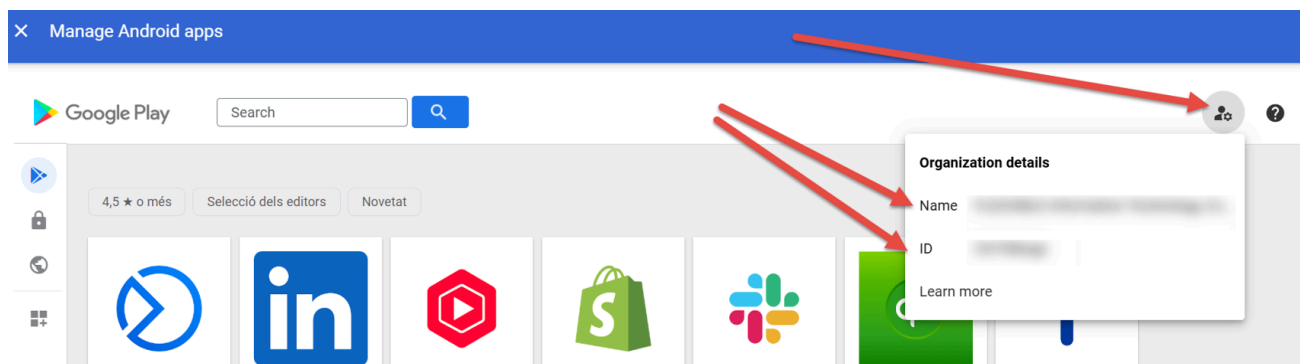 Manage Android apps
Google Play
Search
Organization details
Name
ID
Learn more
4,5 ★ o més
Selecció dels editors
Novetat
in
S